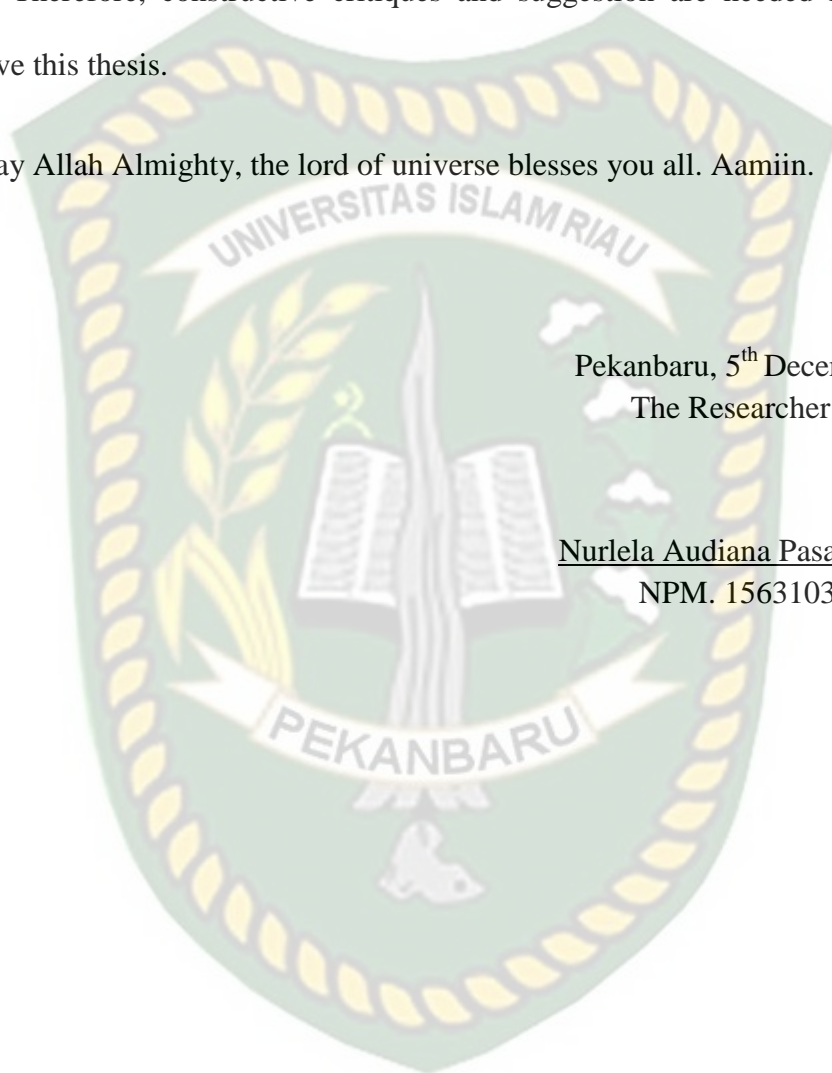 Therefore, constructive critiques and suggestion are needed
ve this thesis.
ay Allah Almighty, the lord of universe blesses you all. Aamiin.
UNIVERSITAS ISLAM RIAU
Pekanbaru, 5th Decem
The Researcher
Nurlela Audiana Pasa
NPM. 1563103
PEKANBARU